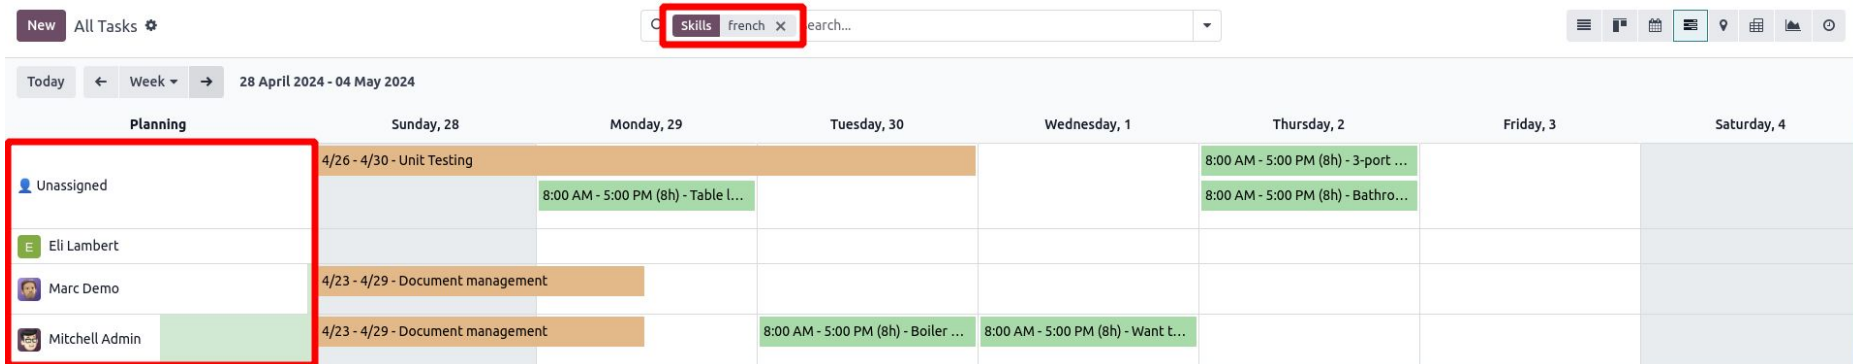 New All Tasks
Skills french earch...
Today Week 28 April 2024 - 04 May 2024
Planning Sunday, 28 Monday, 29 Tuesday, 30 Wednesday, 1 Thursday, 2 Friday, 3 Saturday, 4
4/26 - 4/30 - Unit Testing 8:00 AM - 5:00 PM (8h) - 3-port ...
Unassigned
8:00 AM - 5:00 PM (8h) - Table l... 8:00 AM - 5:00 PM (8h) - Bathro...
E Eli Lambert
Marc Demo 4/23 - 4/29 - Document management
Mitchell Admin 4/23 - 4/29 - Document management 8:00 AM - 5:00 PM (8h) - Boiler ... 8:00 AM - 5:00 PM (8h) - Want t...